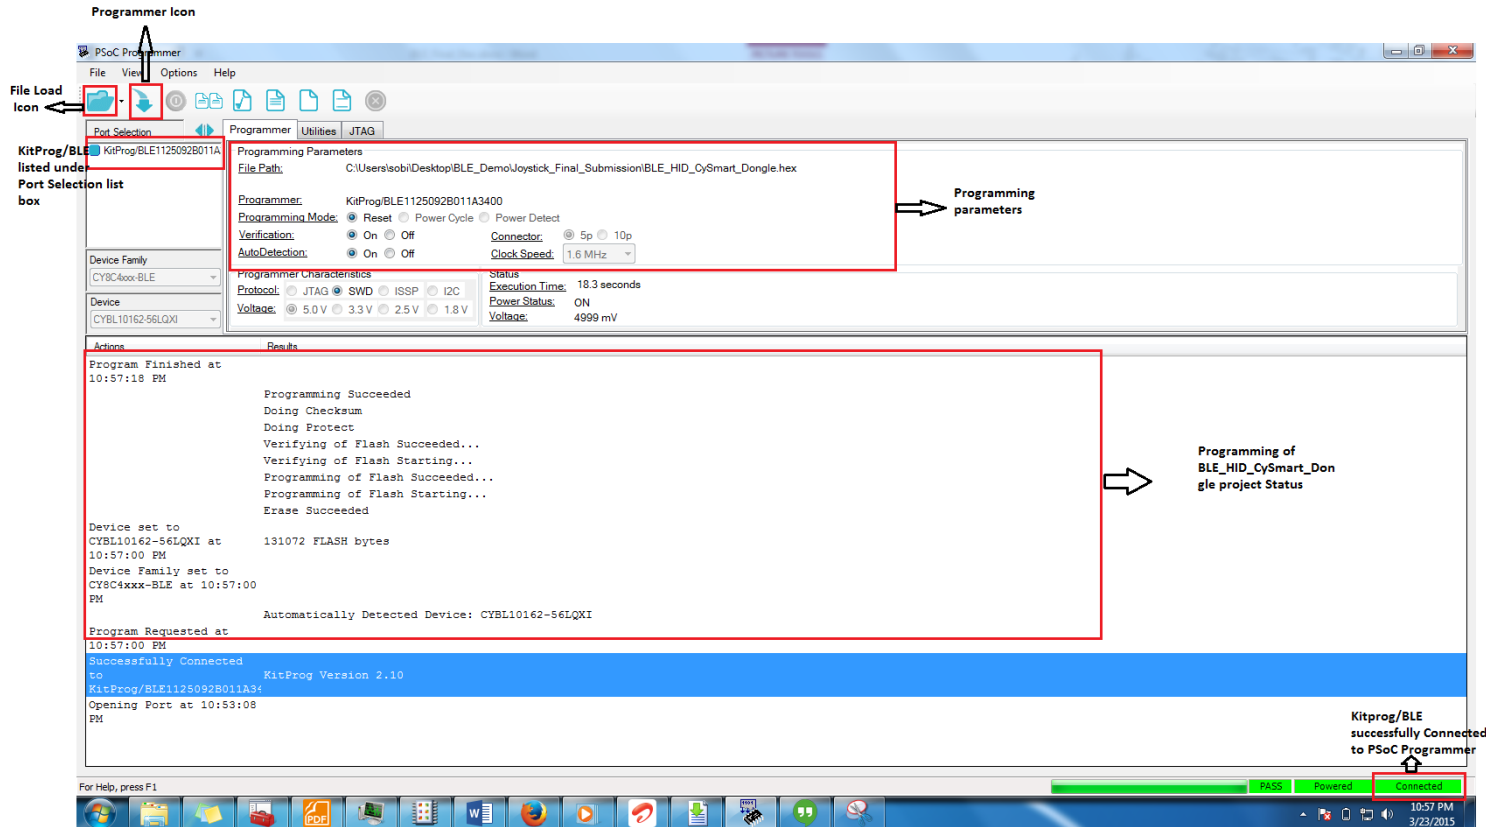 Programmer Icon
PSoC Programmer
File View Options Help
File Load
Icon
Port Selection
Programmer Utilities JTAG
KitProg/BLE
listed under
Port Selection list
box
KitProg/BLE1125092B011A
Programming Parameters
File Path: C:\Users\sobi\Desktop\BLE_Demo\Joystick_Final_Submission\BLE_HID_CySmart_Dongle.hex
Programmer: KitProg/BLE1125092B011A3400
Programming Mode: Reset Power Cycle Power Detect
Verification: On Off Connector: 5p 10p
AutoDetection: On Off Clock Speed: 1.6 MHz
Programming
parameters
Device Family
CY8C4xxx-BLE
Device
CYBL10162-56LQXI
Programmer Characteristics
Protocol: JTAG SWD ISSP I2C
Voltage: 5.0 V 3.3 V 2.5 V 1.8 V
Status
Execution Time: 18.3 seconds
Power Status: ON
Voltage: 4999 mV
Actions Results
Program Finished at
10:57:18 PM
Programming Succeeded
Doing Checksum
Doing Protect
Verifying of Flash Succeeded...
Verifying of Flash Starting...
Programming of Flash Succeeded...
Programming of Flash Starting...
Erase Succeeded
Device set to
CYBL10162-56LQXI at 131072 FLASH bytes
10:57:00 PM
Device Family set to
CY8C4xxx-BLE at 10:57:00
PM
Automatically Detected Device: CYBL10162-56LQXI
Program Requested at
10:57:00 PM
Successfully Connected
to KitProg Version 2.10
KitProg/BLE1125092B011A34
Opening Port at 10:53:08
PM
Programming of
BLE_HID_CySmart_Don
gle project Status
Kitprog/BLE
successfully Connected
to PSoC Programmer
For Help, press F1
PASS Powered Connected
PDF
10:57 PM
3/23/2015